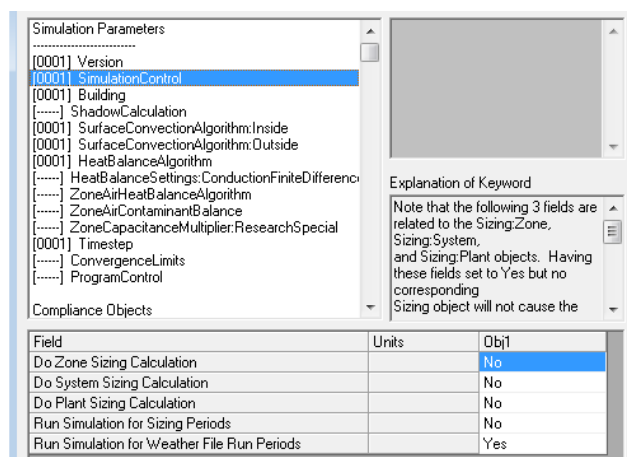 Simulation Parameters
--------------------------
[0001] Version
[0001] SimulationControl
[0001] Building
[------] ShadowCalculation
[0001] SurfaceConvectionAlgorithm:Inside
[0001] SurfaceConvectionAlgorithm:Outside
[0001] HeatBalanceAlgorithm
[------] HeatBalanceSettings:ConductionFiniteDifference
[------] ZoneAirHeatBalanceAlgorithm
[------] ZoneAirContaminantBalance
[------] ZoneCapacitanceMultiplier:ResearchSpecial
[0001] Timestep
[------] ConvergenceLimits
[------] ProgramControl
Compliance Objects
Explanation of Keyword
Note that the following 3 fields are
related to the Sizing:Zone,
Sizing:System,
and Sizing:Plant objects. Having
these fields set to Yes but no
corresponding
Sizing object will not cause the
Field Units Obj1
Do Zone Sizing Calculation No
Do System Sizing Calculation No
Do Plant Sizing Calculation No
Run Simulation for Sizing Periods No
Run Simulation for Weather File Run Periods Yes